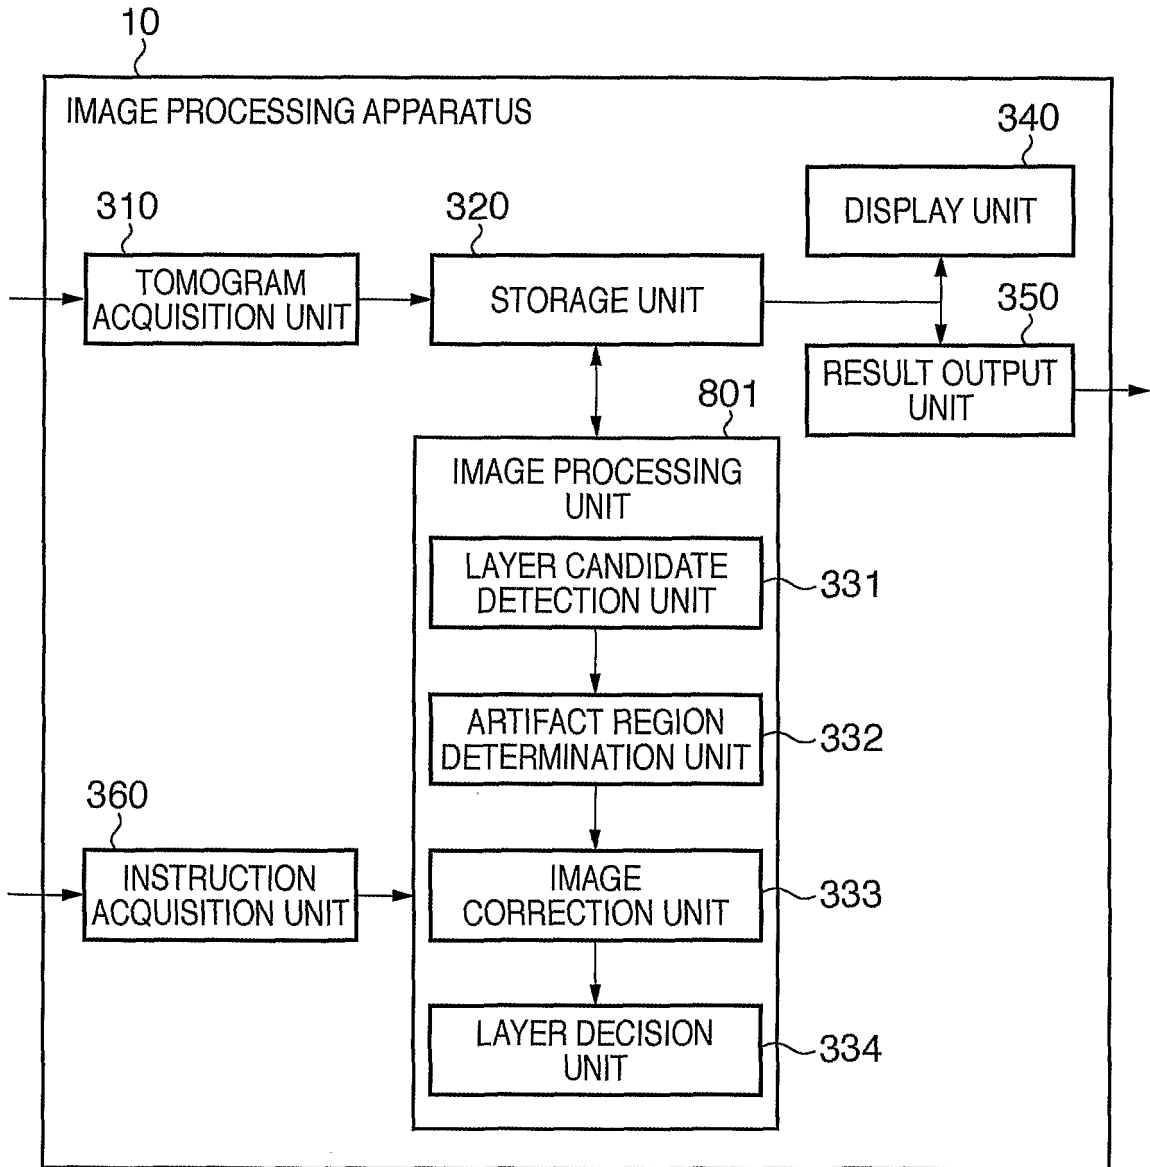 10
IMAGE PROCESSING APPARATUS
340
DISPLAY UNIT
310
TOMOGRAM
ACQUISITION UNIT
320
STORAGE UNIT
350
RESULT OUTPUT
UNIT
801
IMAGE PROCESSING
UNIT
LAYER CANDIDATE
DETECTION UNIT
331
ARTIFACT REGION
DETERMINATION UNIT
332
360
INSTRUCTION
ACQUISITION UNIT
IMAGE
CORRECTION UNIT
333
LAYER DECISION
UNIT
334